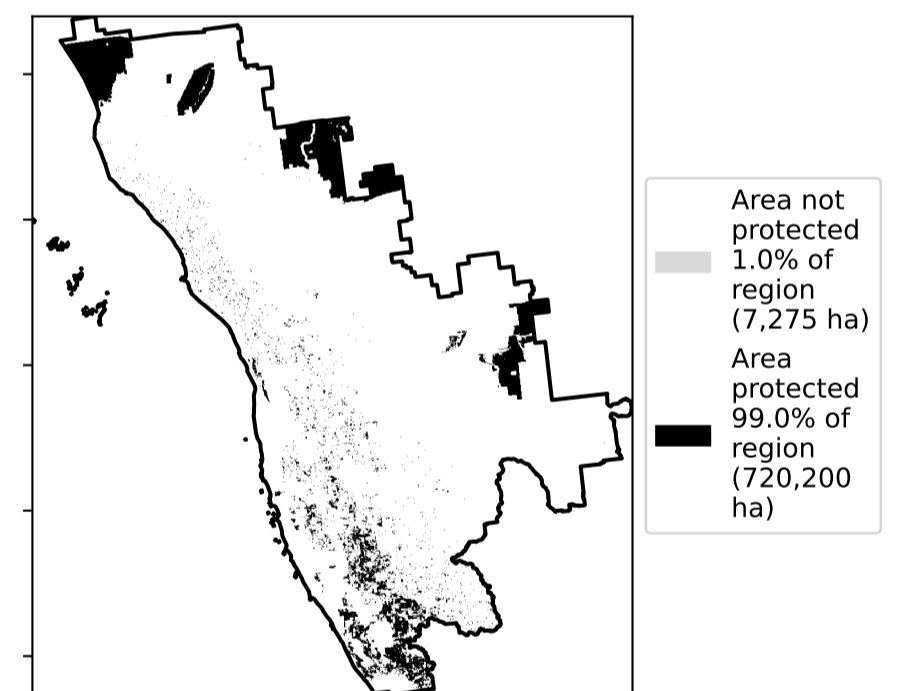 Area not
protected
1.0% of
region
(7,275 ha)
Area
protected
99.0% of
region
(720,200
ha)